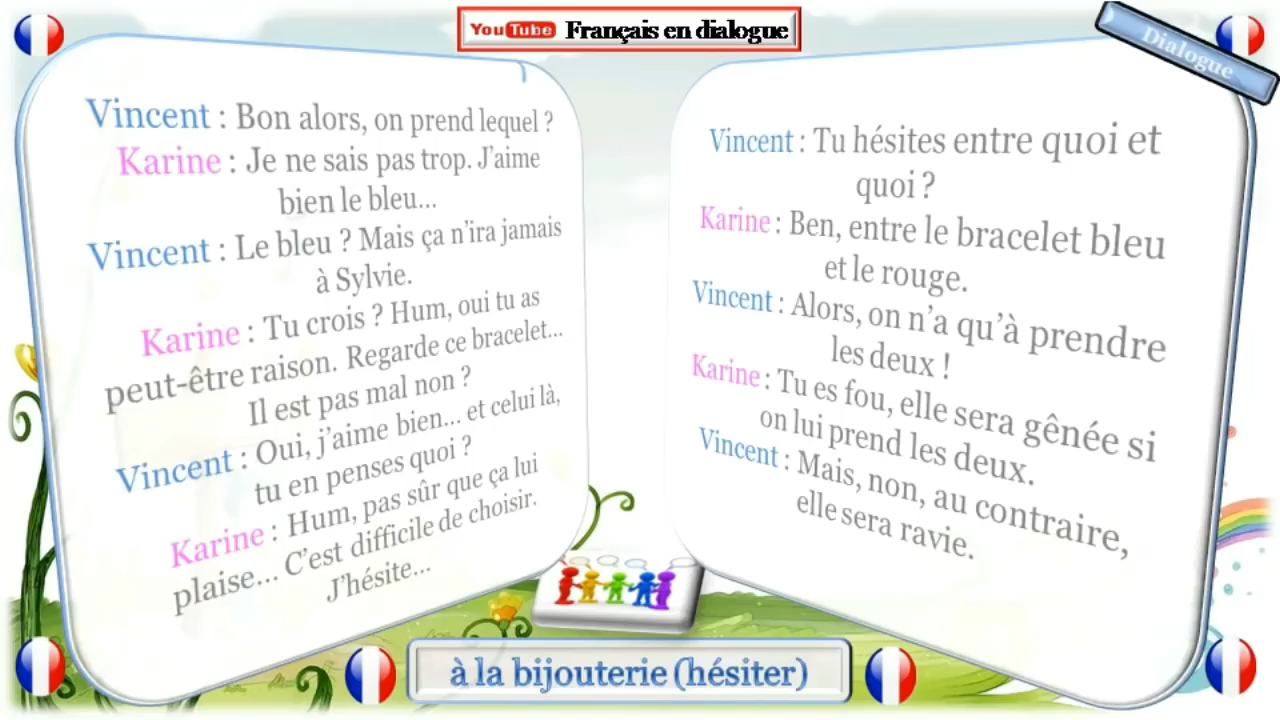 YouTube Français en dialogue
Dialogue
Vincent : Bon alors, on prend lequel ?
Karine : Je ne sais pas trop. J'aime
bien le bleu...
Vincent : Le bleu ? Mais ça n'ira jamais
à Sylvie.
Karine : Tu crois ? Hum, oui tu as
peut-être raison. Regarde ce bracelet...
Il est pas mal non ?
Vincent : Oui, j'aime bien... et celui là,
tu en penses quoi ?
Karine : Hum, pas sûr que ça lui
plaise... C'est difficile de choisir.
J'hésite...
Vincent : Tu hésites entre quoi et
quoi ?
Karine : Ben, entre le bracelet bleu
et le rouge.
Vincent : Alors, on n'a qu'à prendre
les deux !
Karine : Tu es fou, elle sera gênée si
on lui prend les deux.
Vincent : Mais, non, au contraire,
elle sera ravie.
à la bijouterie (hésiter)